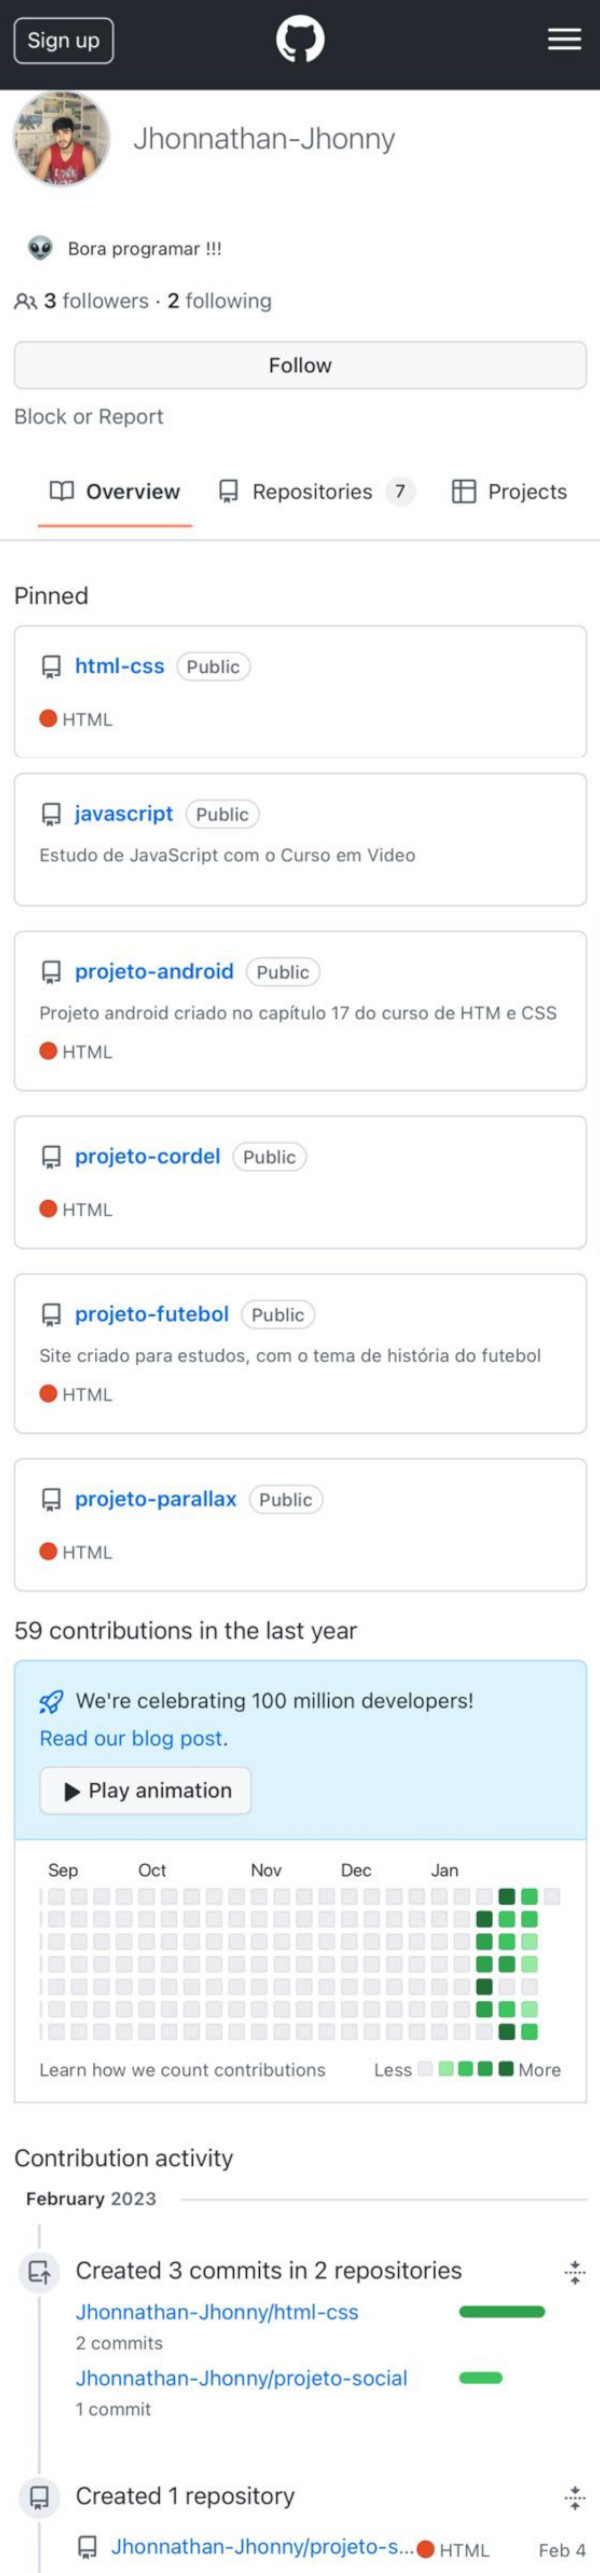 Sign up
Jhonnathan-Jhonny
Bora programar !!!
3 followers · 2 following
Follow
Block or Report
Overview Repositories 7 Projects
Pinned
html-css Public
HTML
javascript Public
Estudo de JavaScript com o Curso em Video
projeto-android Public
Projeto android criado no capítulo 17 do curso de HTM e CSS
HTML
projeto-cordel Public
HTML
projeto-futebol Public
Site criado para estudos, com o tema de história do futebol
HTML
projeto-parallax Public
HTML
59 contributions in the last year
We're celebrating 100 million developers!
Read our blog post.
Play animation
Sep Oct Nov Dec Jan
Learn how we count contributions Less More
Contribution activity
February 2023
Created 3 commits in 2 repositories
Jhonnathan-Jhonny/html-css
2 commits
Jhonnathan-Jhonny/projeto-social
1 commit
Created 1 repository
Jhonnathan-Jhonny/projeto-s... HTML Feb 4